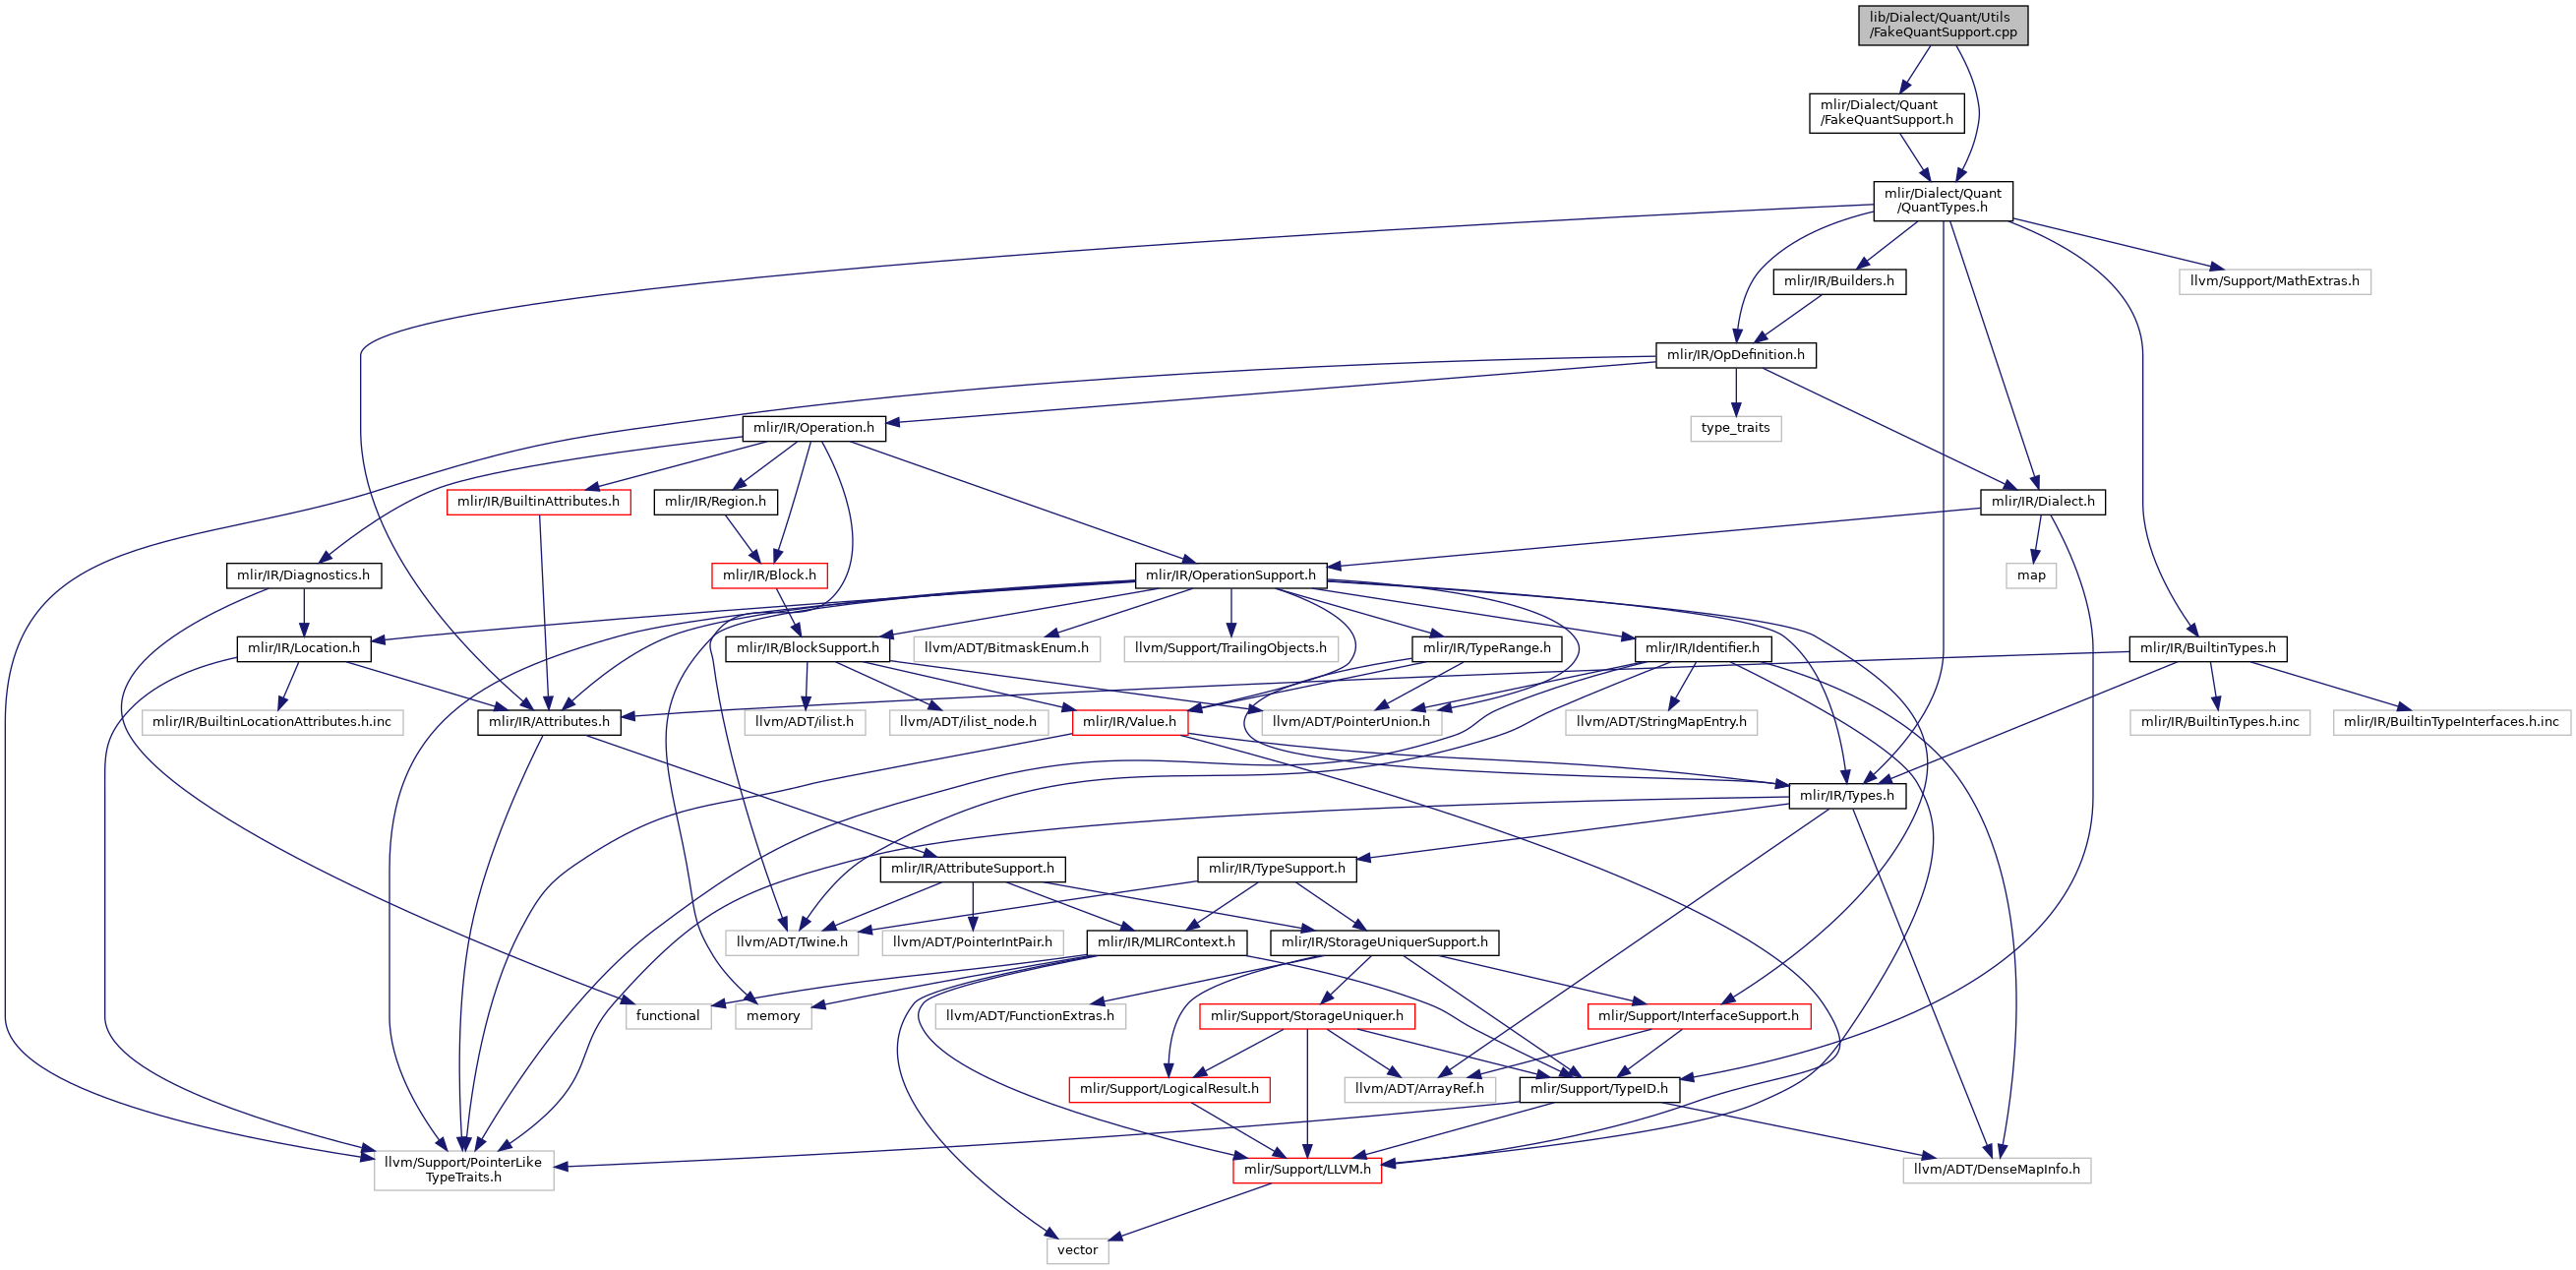 lib/Dialect/Quant/Utils
/FakeQuantSupport.cpp
mlir/Dialect/Quant
/FakeQuantSupport.h
mlir/Dialect/Quant
/QuantTypes.h
mlir/IR/Builders.h
llvm/Support/MathExtras.h
mlir/IR/OpDefinition.h
mlir/IR/Operation.h
type_traits
mlir/IR/BuiltinAttributes.h
mlir/IR/Region.h
mlir/IR/Dialect.h
mlir/IR/Diagnostics.h
mlir/IR/Block.h
mlir/IR/OperationSupport.h
map
mlir/IR/Location.h
mlir/IR/BlockSupport.h
llvm/ADT/BitmaskEnum.h
llvm/Support/TrailingObjects.h
mlir/IR/TypeRange.h
mlir/IR/Identifier.h
mlir/IR/BuiltinTypes.h
mlir/IR/BuiltinLocationAttributes.h.inc
mlir/IR/Attributes.h
llvm/ADT/ilist.h
llvm/ADT/ilist_node.h
mlir/IR/Value.h
llvm/ADT/PointerUnion.h
llvm/ADT/StringMapEntry.h
mlir/IR/BuiltinTypes.h.inc
mlir/IR/BuiltinTypeInterfaces.h.inc
mlir/IR/Types.h
mlir/IR/AttributeSupport.h
mlir/IR/TypeSupport.h
llvm/ADT/Twine.h
llvm/ADT/PointerIntPair.h
mlir/IR/MLIRContext.h
mlir/IR/StorageUniquerSupport.h
functional
memory
llvm/ADT/FunctionExtras.h
mlir/Support/StorageUniquer.h
mlir/Support/InterfaceSupport.h
mlir/Support/LogicalResult.h
llvm/ADT/ArrayRef.h
mlir/Support/TypeID.h
llvm/Support/PointerLike
TypeTraits.h
mlir/Support/LLVM.h
llvm/ADT/DenseMapInfo.h
vector